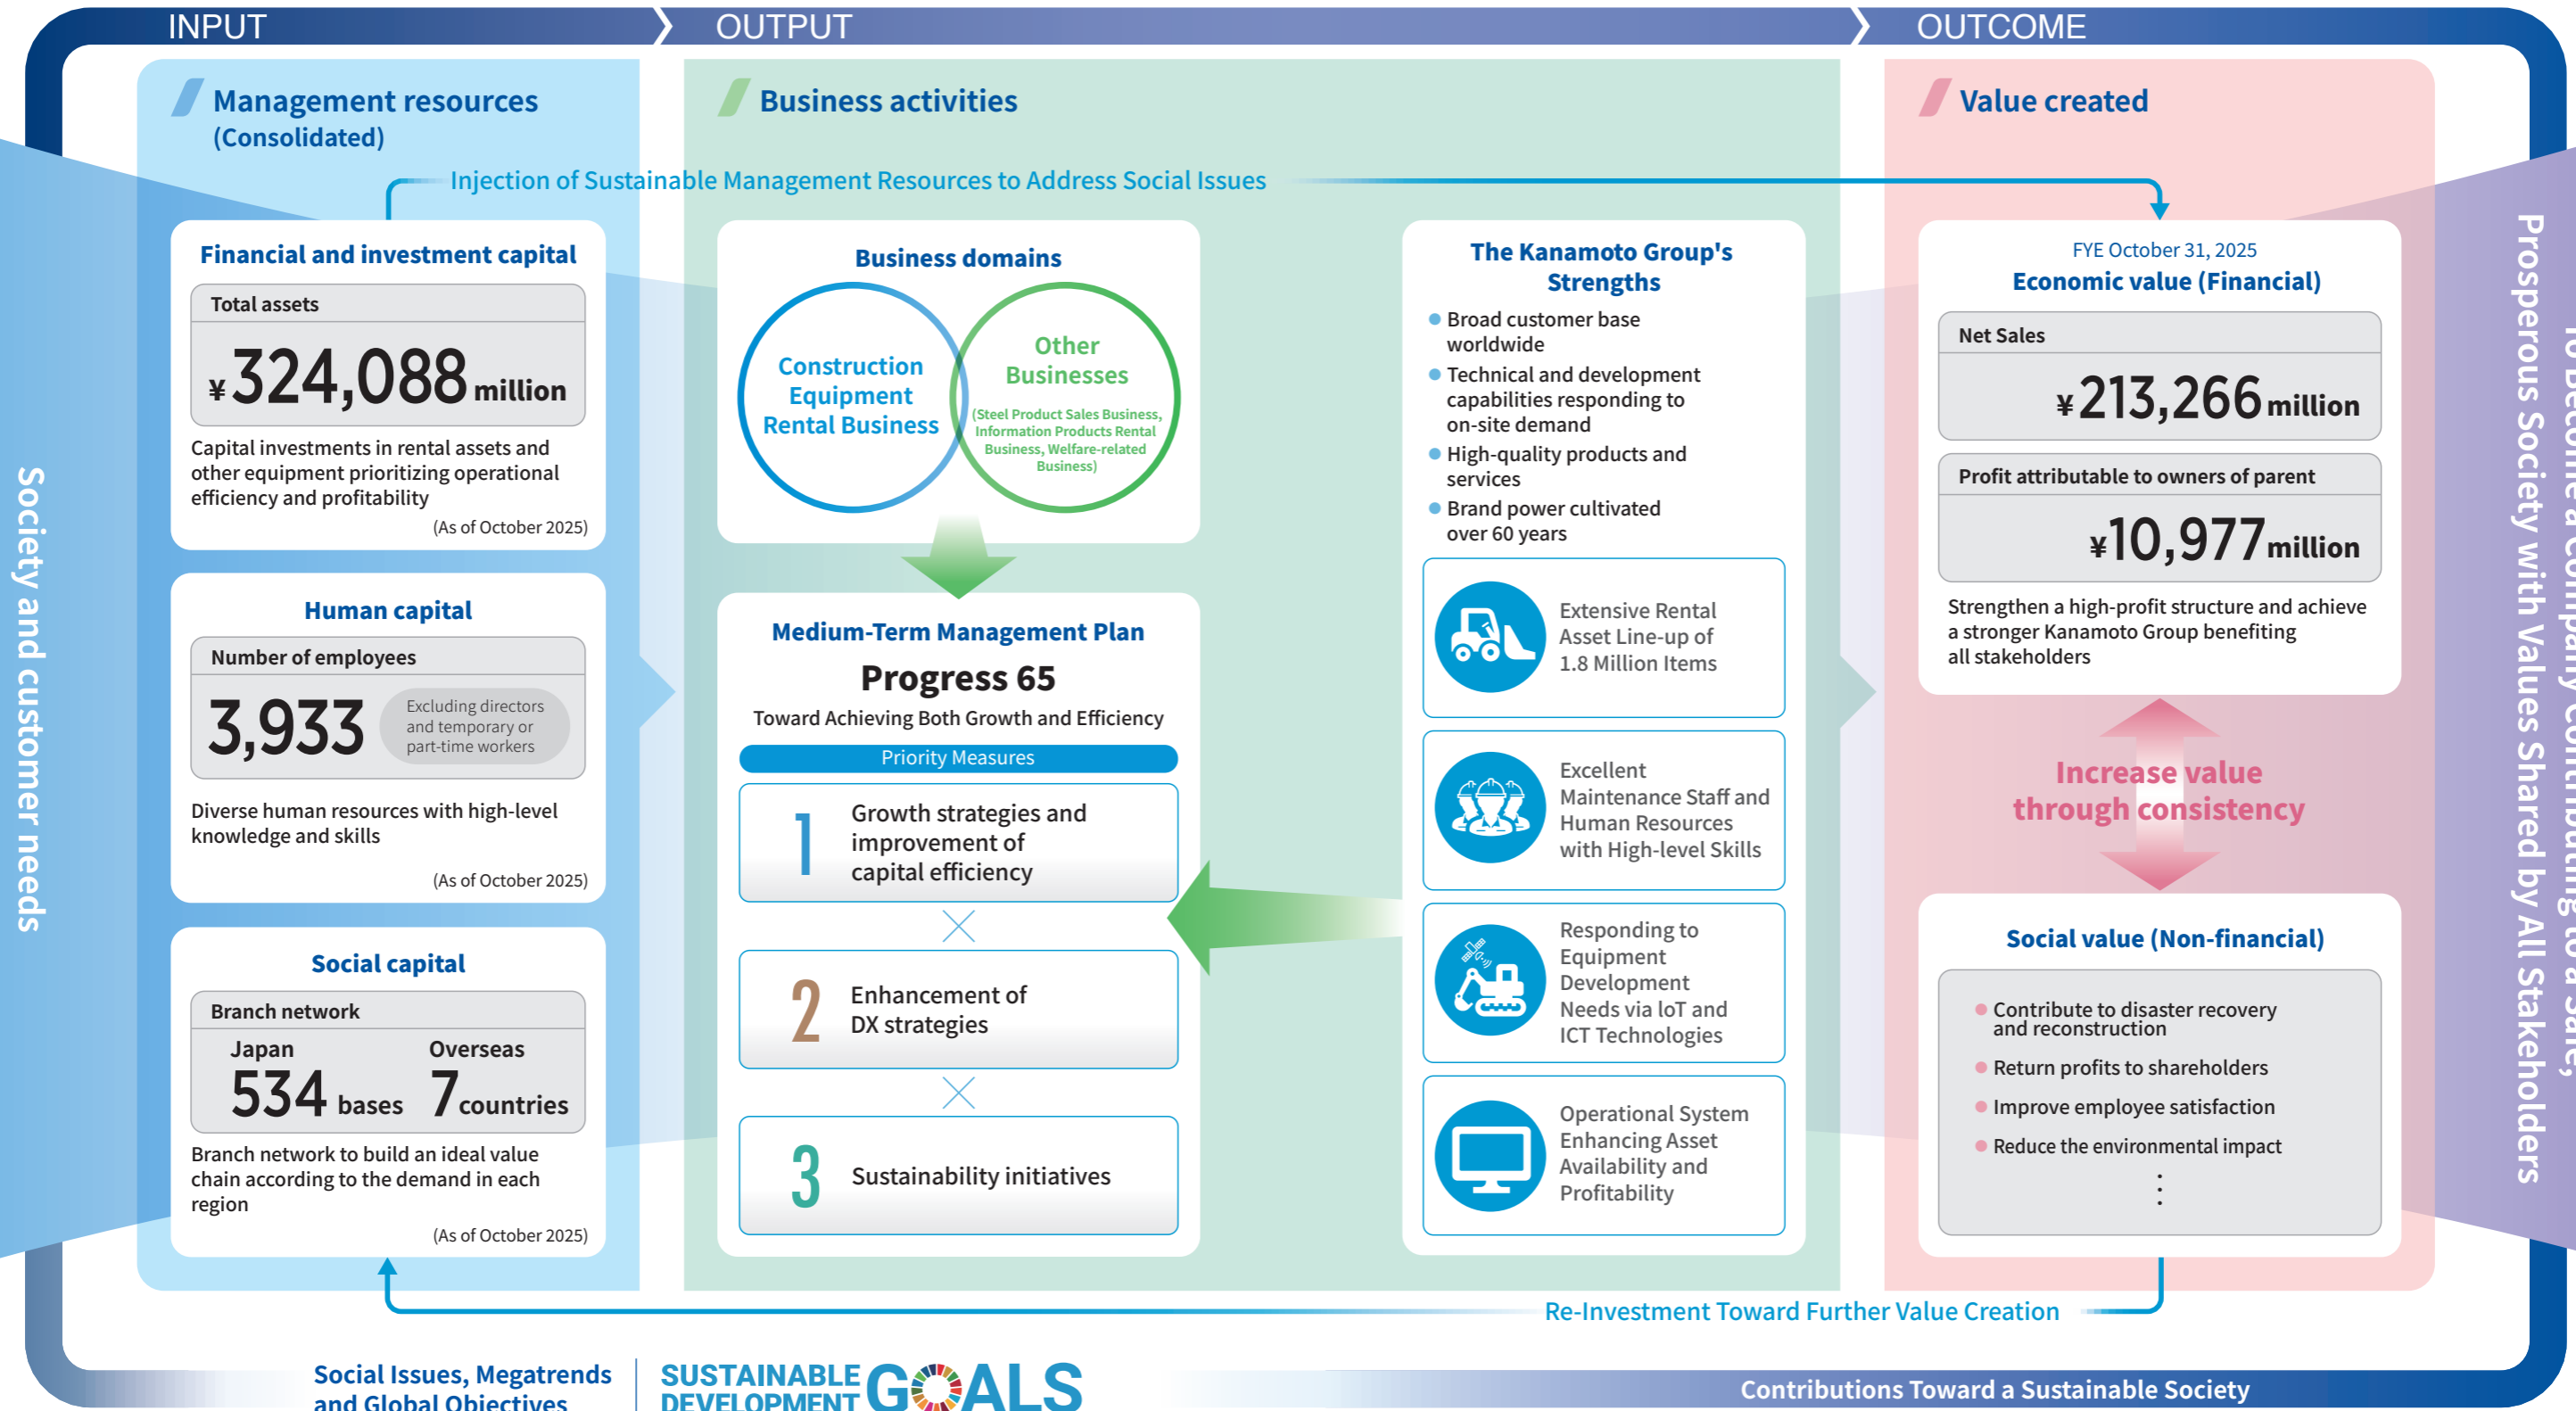 INPUT
OUTPUT
OUTCOME
Society and customer needs
Management resources
(Consolidated)
Injection of Sustainable Management Resources to Address Social Issues
Financial and investment capital
Total assets
¥324,088 million
Capital investments in rental assets and
other equipment prioritizing operational
efficiency and profitability
(As of October 2025)
Human capital
Number of employees
3,933
Excluding directors
and temporary or
part-time workers
Diverse human resources with high-level
knowledge and skills
(As of October 2025)
Social capital
Branch network
Japan
534 bases
Overseas
7 countries
Branch network to build an ideal value
chain according to the demand in each
region
(As of October 2025)
Business activities
Business domains
Construction
Equipment
Rental Business
Other
Businesses
(Steel Product Sales Business,
Information Products Rental
Business, Welfare-related
Business)
Medium-Term Management Plan
Progress 65
Toward Achieving Both Growth and Efficiency
Priority Measures
1
Growth strategies and
improvement of
capital efficiency
×
2
Enhancement of
DX strategies
×
3
Sustainability initiatives
The Kanamoto Group's
Strengths
● Broad customer base
worldwide
● Technical and development
capabilities responding to
on-site demand
● High-quality products and
services
● Brand power cultivated
over 60 years
Extensive Rental
Asset Line-up of
1.8 Million Items
Excellent
Maintenance Staff and
Human Resources
with High-level Skills
Responding to
Equipment
Development
Needs via IoT and
ICT Technologies
Operational System
Enhancing Asset
Availability and
Profitability
Value created
FYE October 31, 2025
Economic value (Financial)
Net Sales
¥213,266 million
Profit attributable to owners of parent
¥10,977 million
Strengthen a high-profit structure and achieve
a stronger Kanamoto Group benefiting
all stakeholders
Increase value
through consistency
Social value (Non-financial)
● Contribute to disaster recovery
and reconstruction
● Return profits to shareholders
● Improve employee satisfaction
● Reduce the environmental impact
⋮
To Become a Company Contributing to a Safe,
Prosperous Society with Values Shared by All Stakeholders
Re-Investment Toward Further Value Creation
Social Issues, Megatrends
and Global Objectives
SUSTAINABLE
DEVELOPMENT
GOALS
Contributions Toward a Sustainable Society